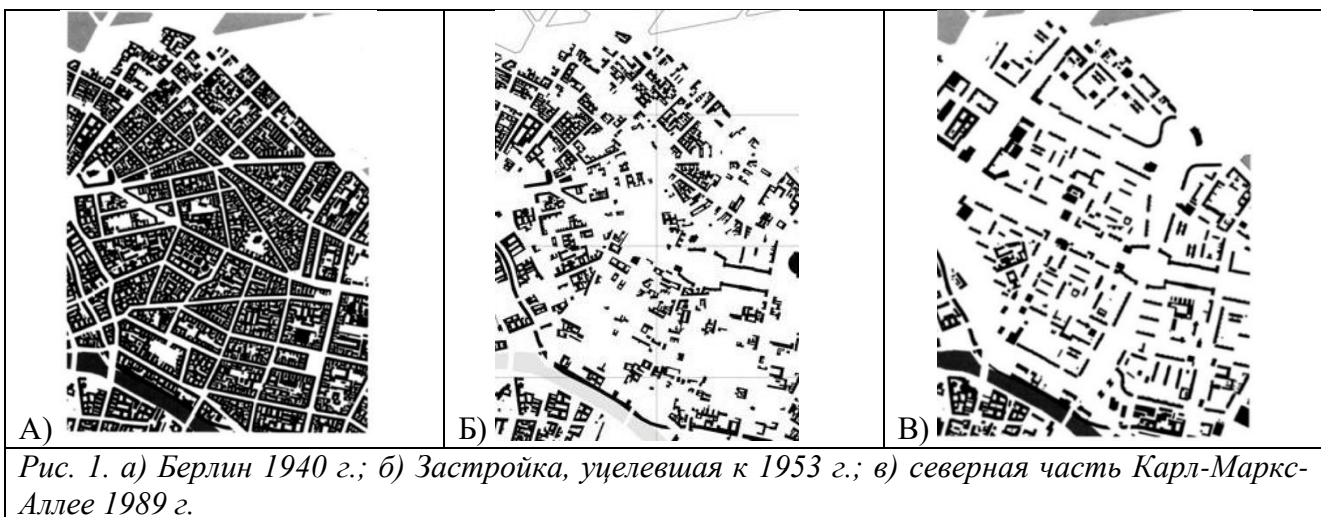 А)
Б)
В)
Рис. 1. а) Берлин 1940 г.; б) Застройка, уцелевшая к 1953 г.; в) северная часть Карл-Маркс-
Аллее 1989 г.